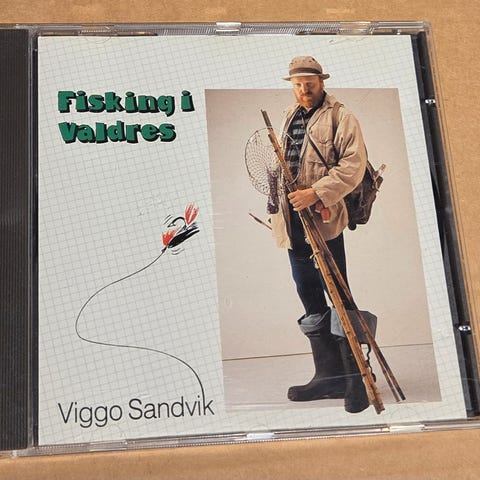 Fisking i
Valdres
Viggo Sandvik